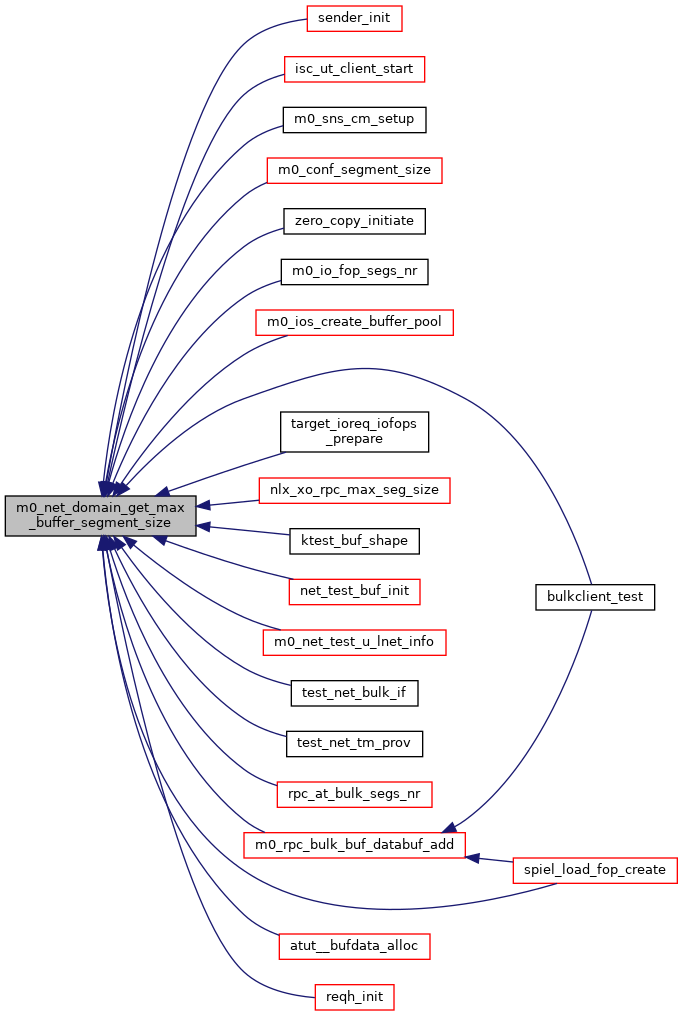 sender_init
isc_ut_client_start
m0_sns_cm_setup
m0_conf_segment_size
zero_copy_initiate
m0_io_fop_segs_nr
m0_ios_create_buffer_pool
target_ioreq_iofops
_prepare
nlx_xo_rpc_max_seg_size
m0_net_domain_get_max
_buffer_segment_size
ktest_buf_shape
net_test_buf_init
bulkclient_test
m0_net_test_u_lnet_info
test_net_bulk_if
test_net_tm_prov
rpc_at_bulk_segs_nr
m0_rpc_bulk_buf_databuf_add
spiel_load_fop_create
atut__bufdata_alloc
reqh_init